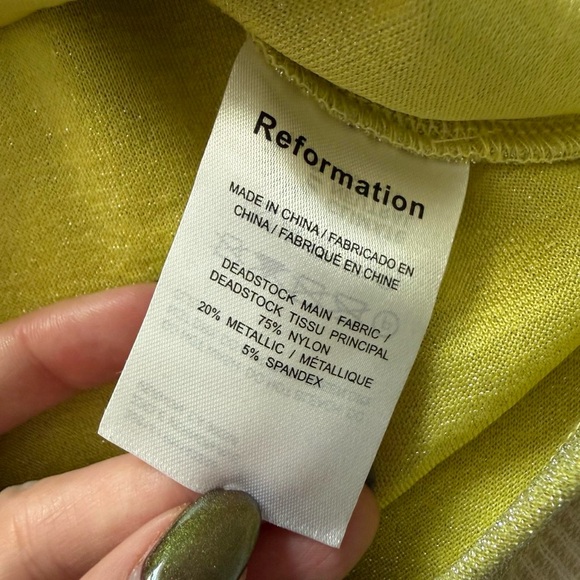 Reformation
MADE IN CHINA / FABRICADO EN
CHINA / FABRIQUÉ EN CHINE
DEADSTOCK MAIN FABRIC /
DEADSTOCK TISSU PRINCIPAL
75% NYLON
20% METALLIC / MÉTALLIQUE
5% SPANDEX